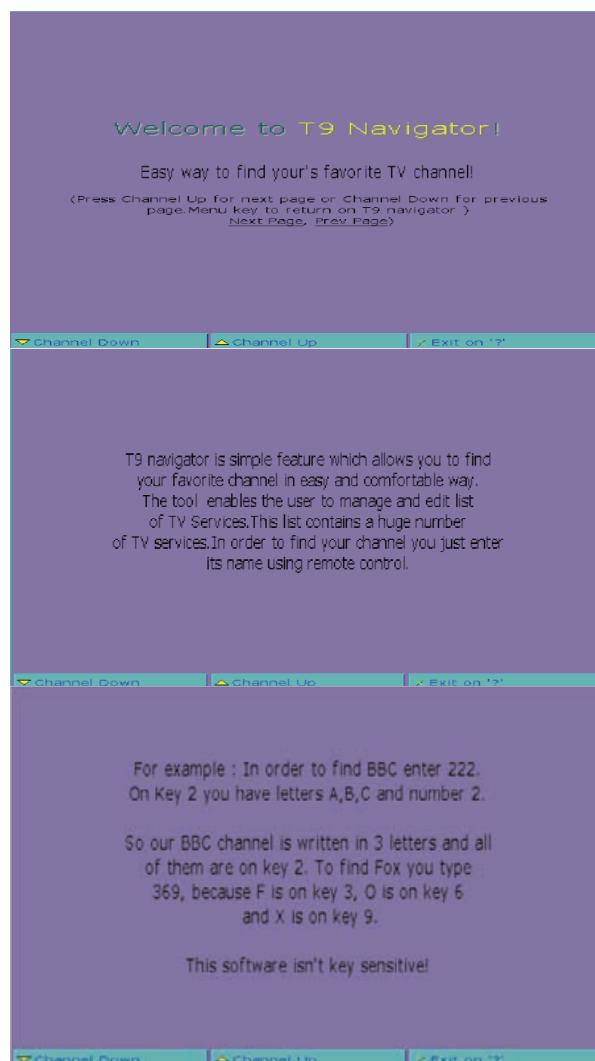 Welcome to T9 Navigator!
Easy way to find your's favorite TV channel!
(Press Channel Up for next page or Channel Down for previous
page.Menu key to return on T9 navigator )
Next Page, Prev Page)
Channel Down Channel Up Exit on '?'
T9 navigator is simple feature which allows you to find
your favorite channel in easy and comfortable way.
The tool enables the user to manage and edit list
of TV Services.This list contains a huge number
of TV services.In order to find your channel you just enter
its name using remote control.
Channel Down Channel Up Exit on '?'
For example : In order to find BBC enter 222.
On Key 2 you have letters A,B,C and number 2.
So our BBC channel is written in 3 letters and all
of them are on key 2. To find Fox you type
369, because F is on key 3, O is on key 6
and X is on key 9.
This software isn't key sensitive!
Channel Down Channel Up Exit on '?'